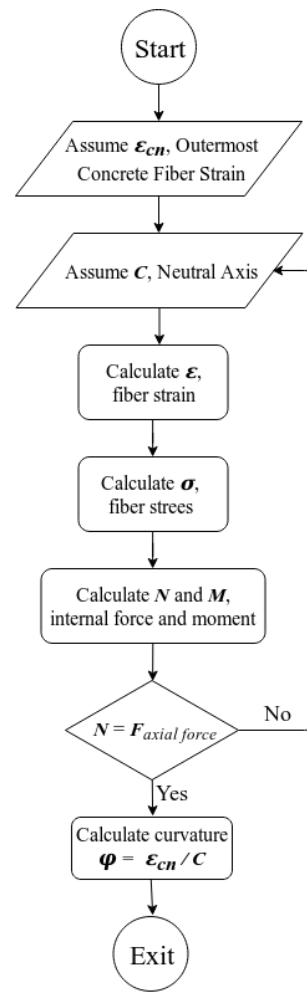 Start
Assume εcn, Outermost
Concrete Fiber Strain
Assume C, Neutral Axis
Calculate ε,
fiber strain
Calculate σ,
fiber strees
Calculate N and M,
internal force and moment
N = Faxial force
No
Yes
Calculate curvature
φ = εcn / C
Exit